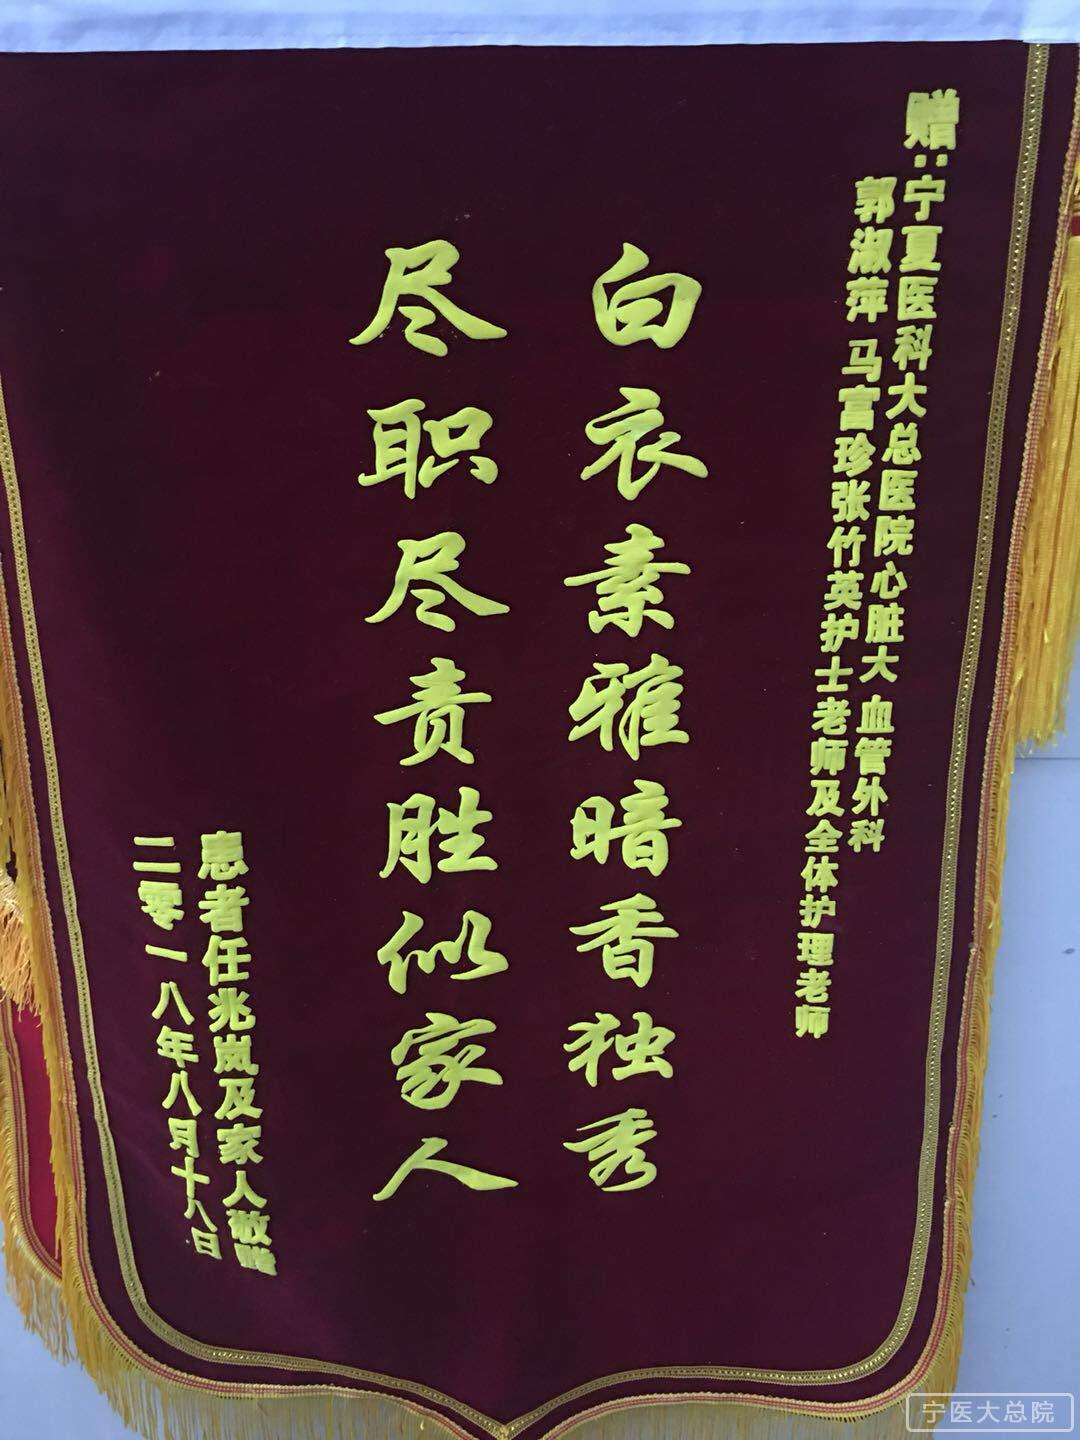 赠:宁夏医科大总医院心脏大血管外科
郭淑萍 马富珍张竹英护士老师及全体护理老师
白衣素雅暗香独秀
尽职尽责胜似家人
患者任兆岚及家人敬赠
二零一八年八月十八日
宁医大总院